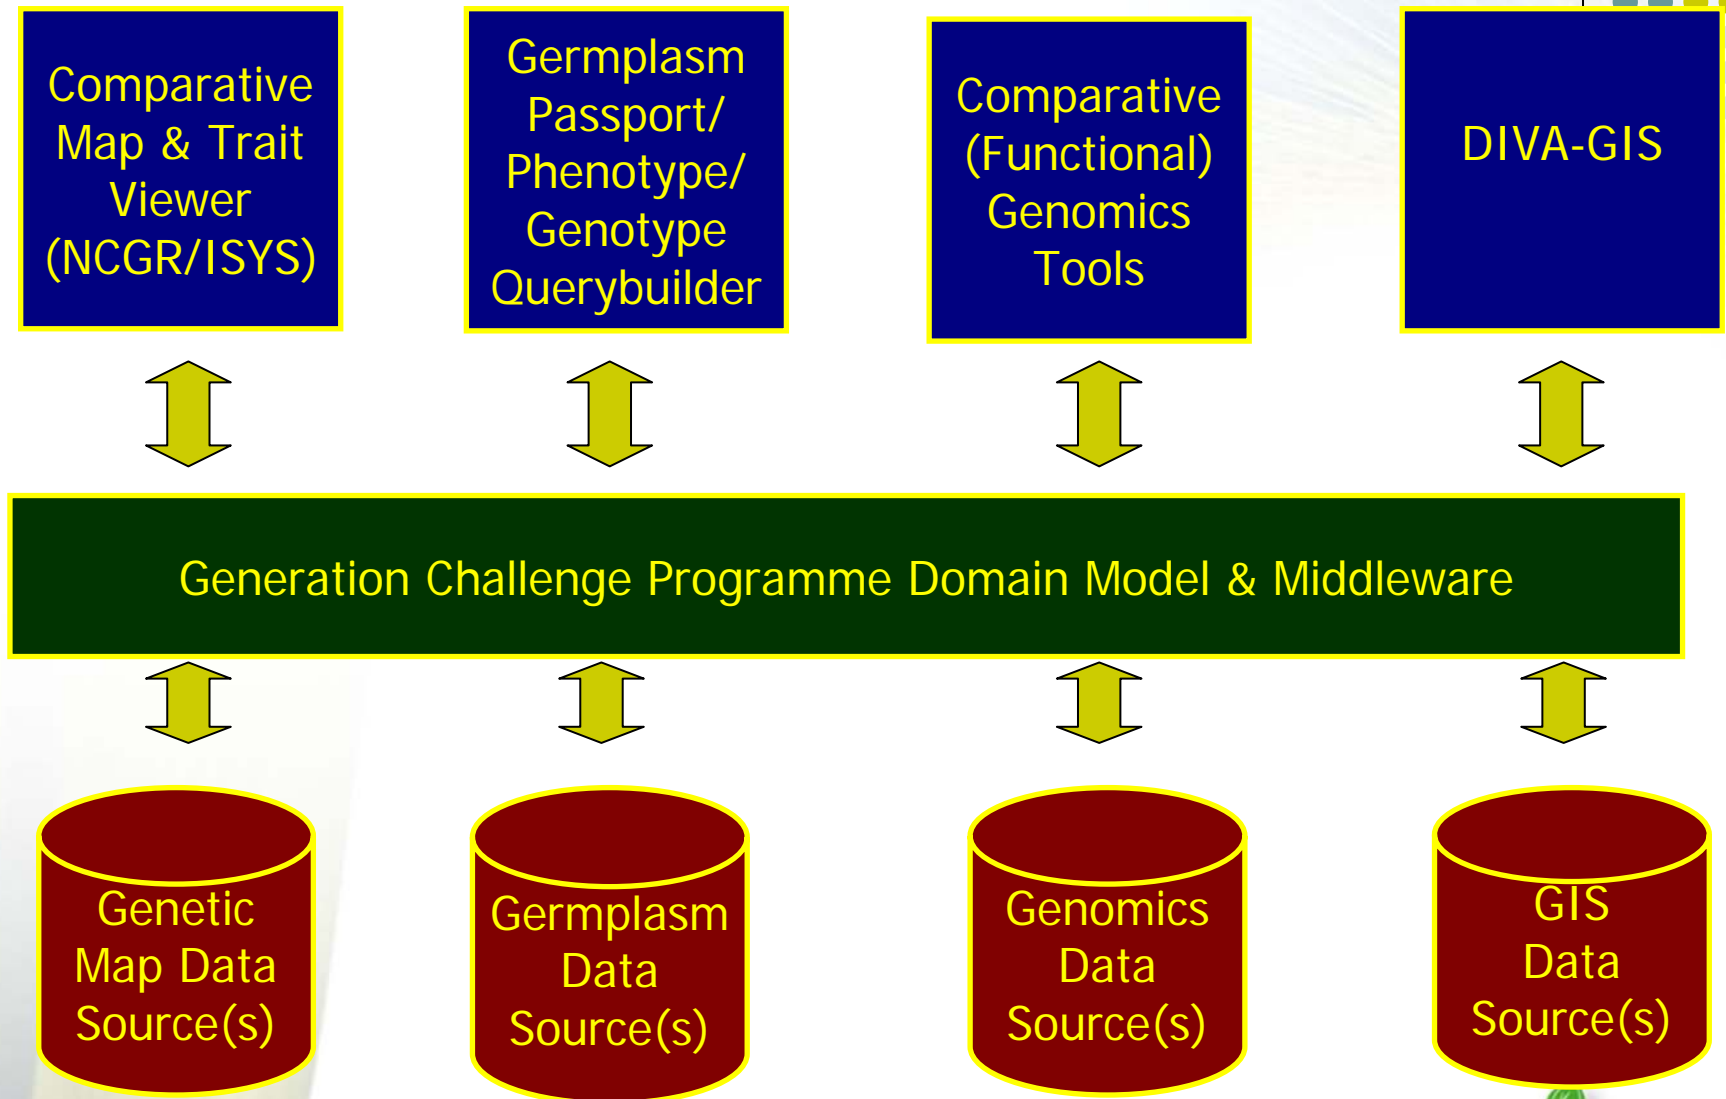 Comparative
Map & Trait
Viewer
(NCGR/ISYS)
Germplasm
Passport/
Phenotype/
Genotype
Querybuilder
Comparative
(Functional)
Genomics
Tools
DIVA-GIS
Generation Challenge Programme Domain Model & Middleware
Genetic
Map Data
Source(s)
Germplasm
Data
Source(s)
Genomics
Data
Source(s)
GIS
Data
Source(s)